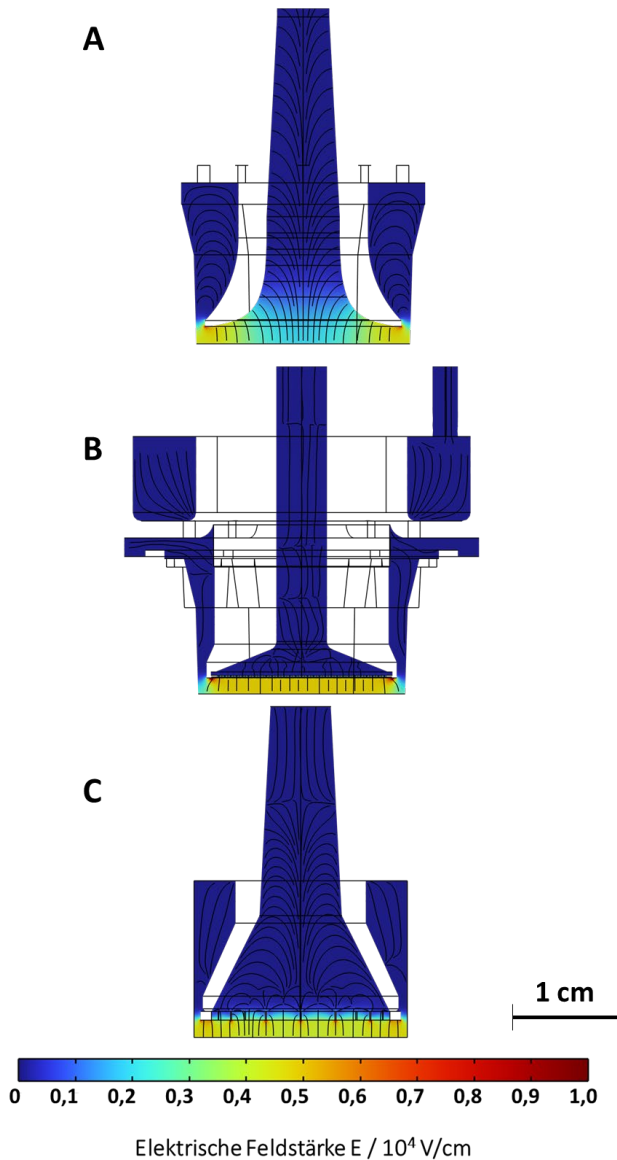 A
B
C
1 cm
0 0,1 0,2 0,3 0,4 0,5 0,6 0,7 0,8 0,9 1,0
Elektrische Feldstärke E / 10⁴ V/cm